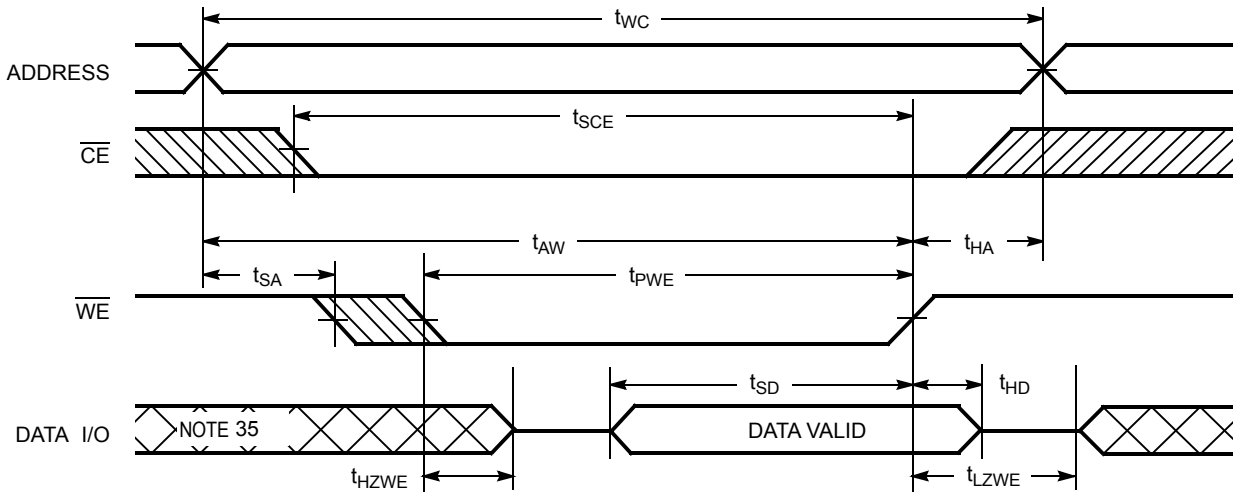 tWC
ADDRESS
tSCE
CE
tAW
tHA
tSA
tPWE
WE
tSD
tHD
DATA I/O
NOTE 35
DATA VALID
tHZWE
tLZWE